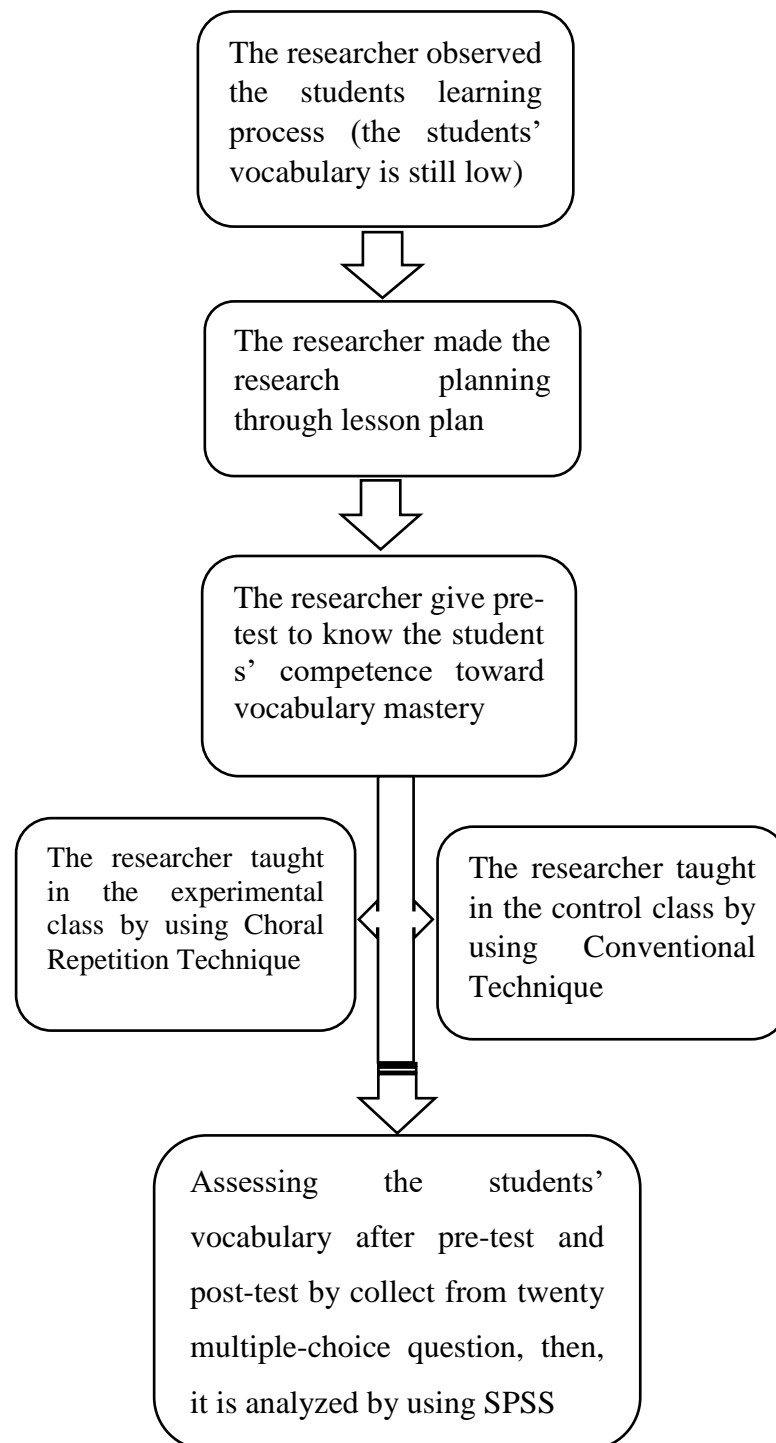 The researcher observed
the students learning
process (the students’
vocabulary is still low)
The researcher made the
research planning
through lesson plan
The researcher give pre-
test to know the student
s’ competence toward
vocabulary mastery
The researcher taught
in the experimental
class by using Choral
Repetition Technique
The researcher taught
in the control class by
using Conventional
Technique
Assessing the students’
vocabulary after pre-test and
post-test by collect from twenty
multiple-choice question, then,
it is analyzed by using SPSS